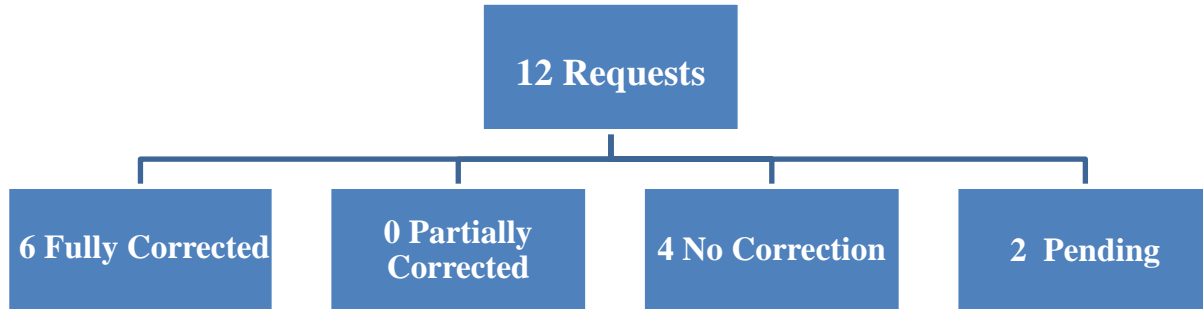 12 Requests
6 Fully Corrected
0 Partially
Corrected
4 No Correction
2 Pending